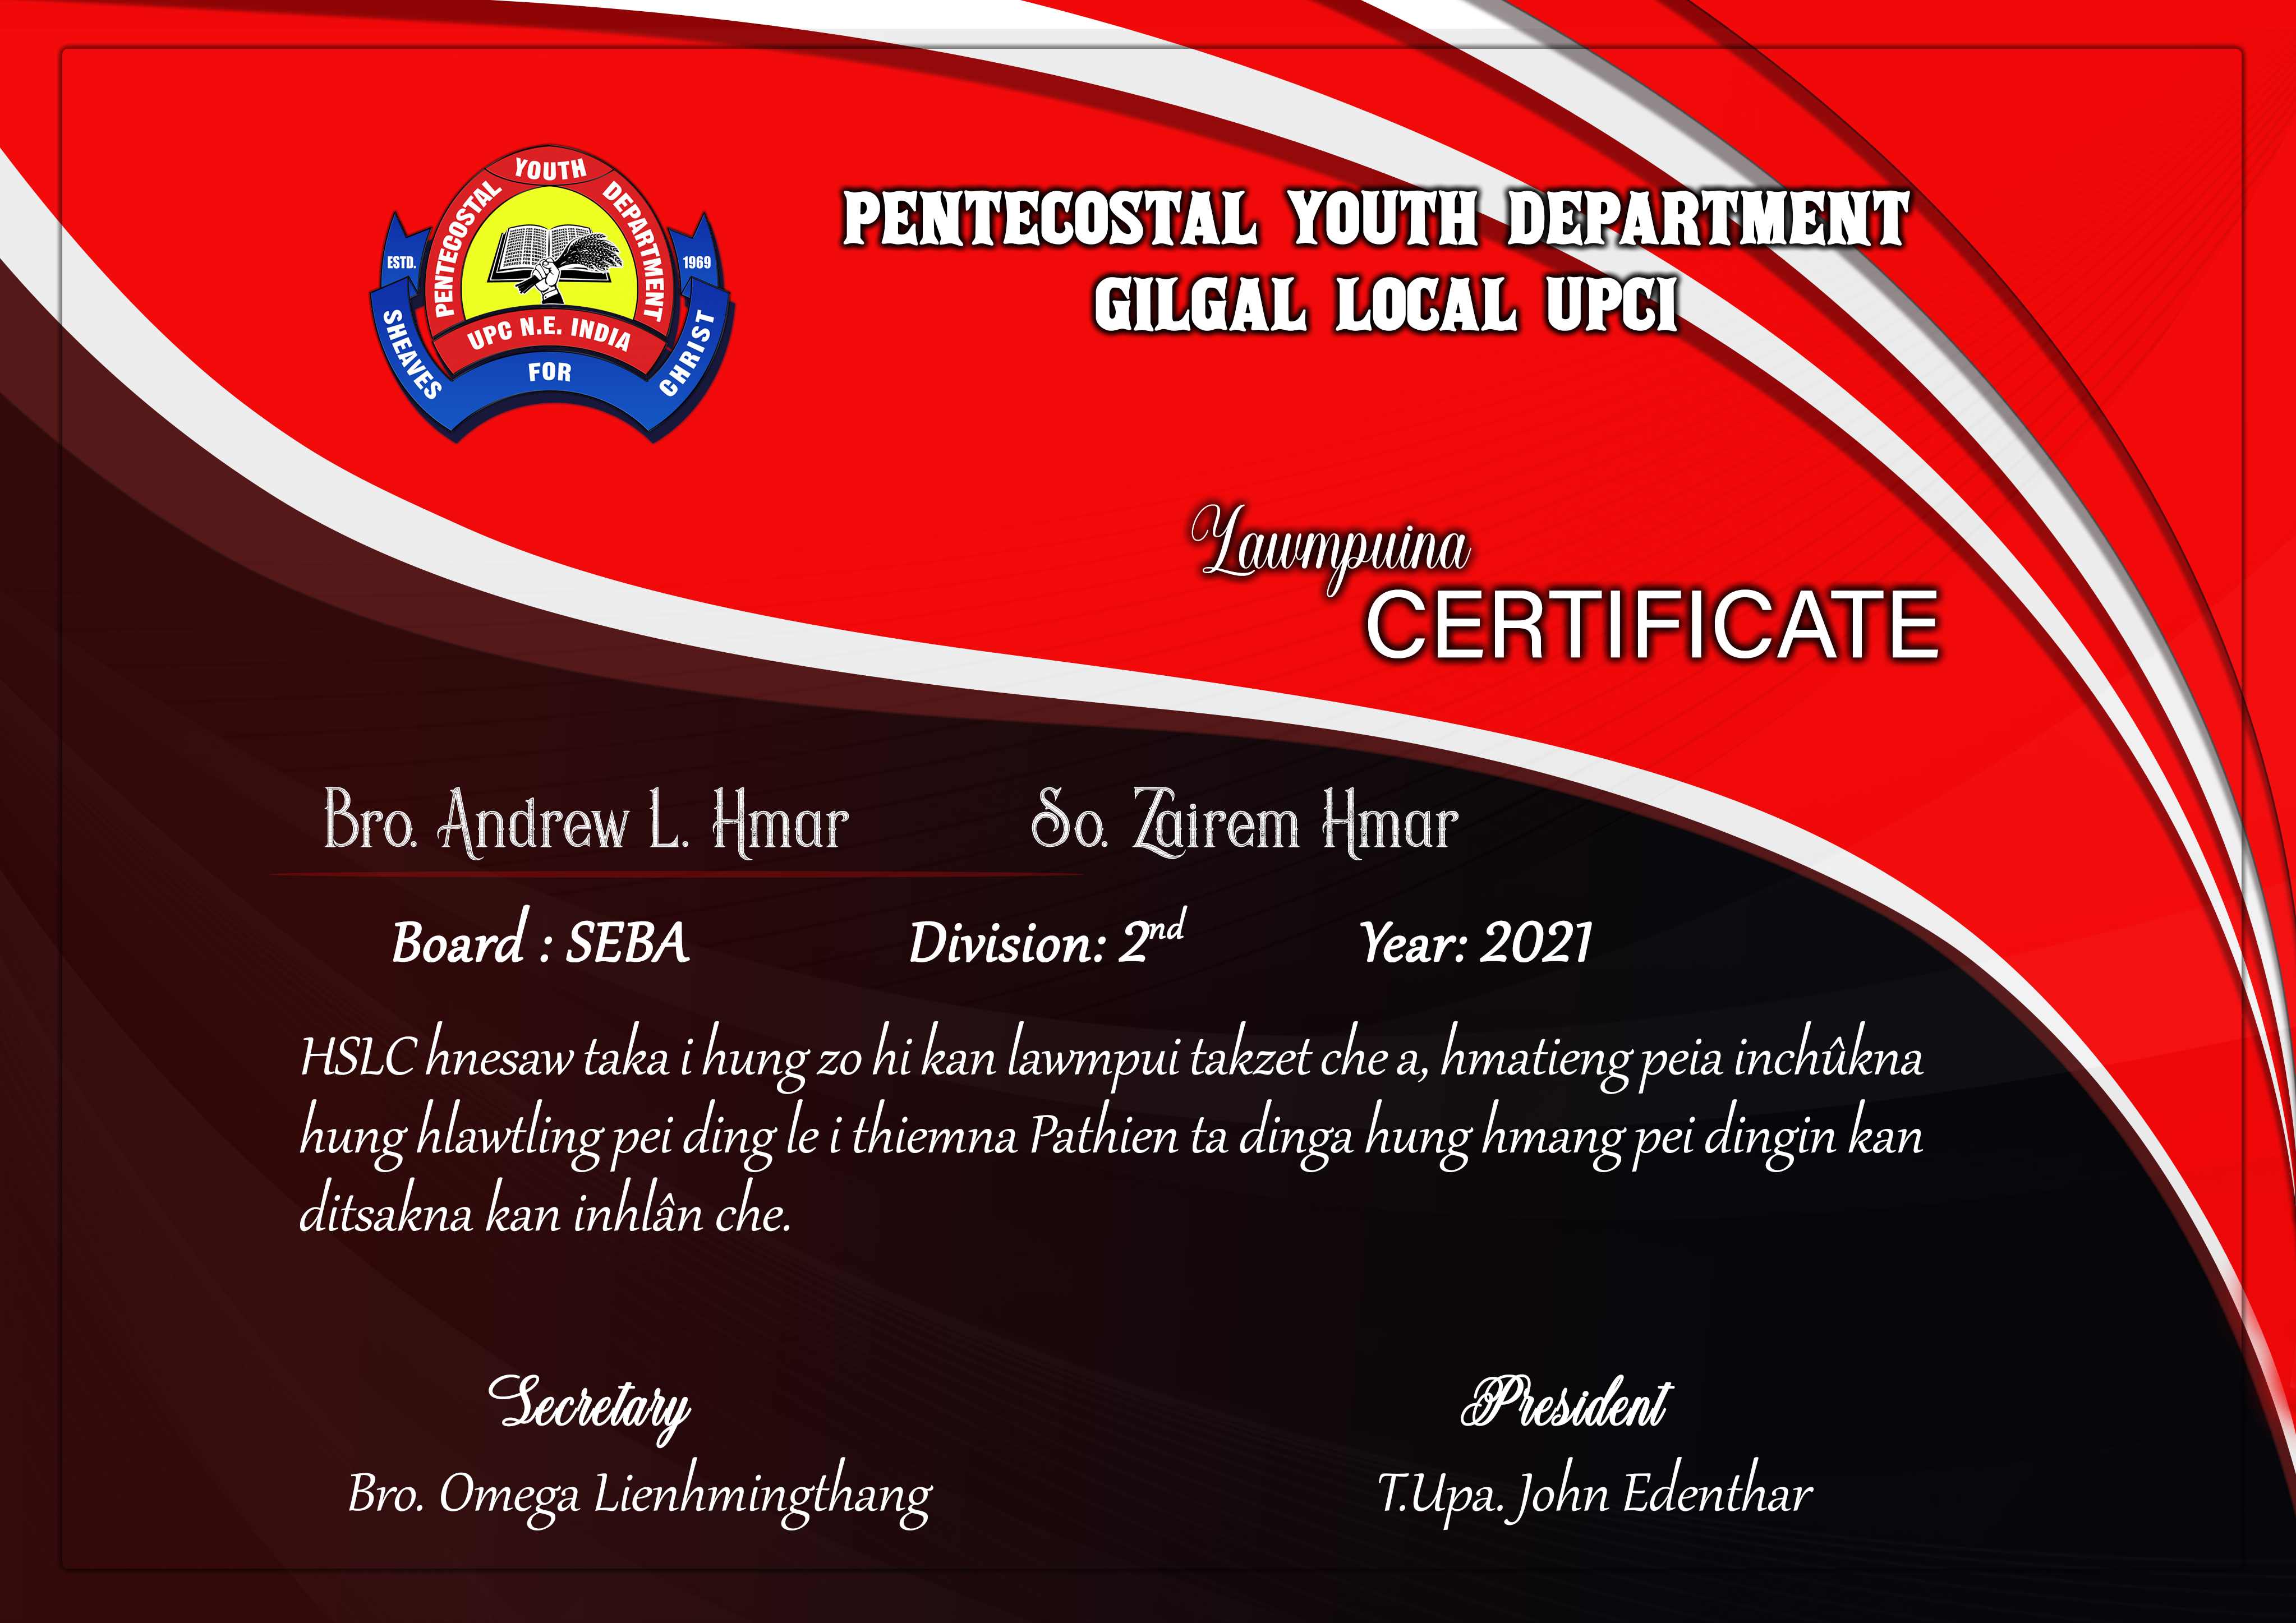 PENTECOSTAL YOUTH DEPARTMENT
ESTD. 1969
UPC N.E. INDIA
SHEAVES FOR CHRIST
PENTECOSTAL YOUTH DEPARTMENT
GILGAL LOCAL UPCI
Lawmpuina
CERTIFICATE
Bro. Andrew L. Hmar So. Zairem Hmar
Board : SEBA Division: 2nd Year: 2021
HSLC hnesaw taka i hung zo hi kan lawmpui takzet che a, hmatieng peia inchûkna
hung hlawtling pei ding le i thiemna Pathien ta dinga hung hmang pei dingin kan
ditsakna kan inhlân che.
Secretary President
Bro. Omega Lienhmingthang T.Upa. John Edenthar